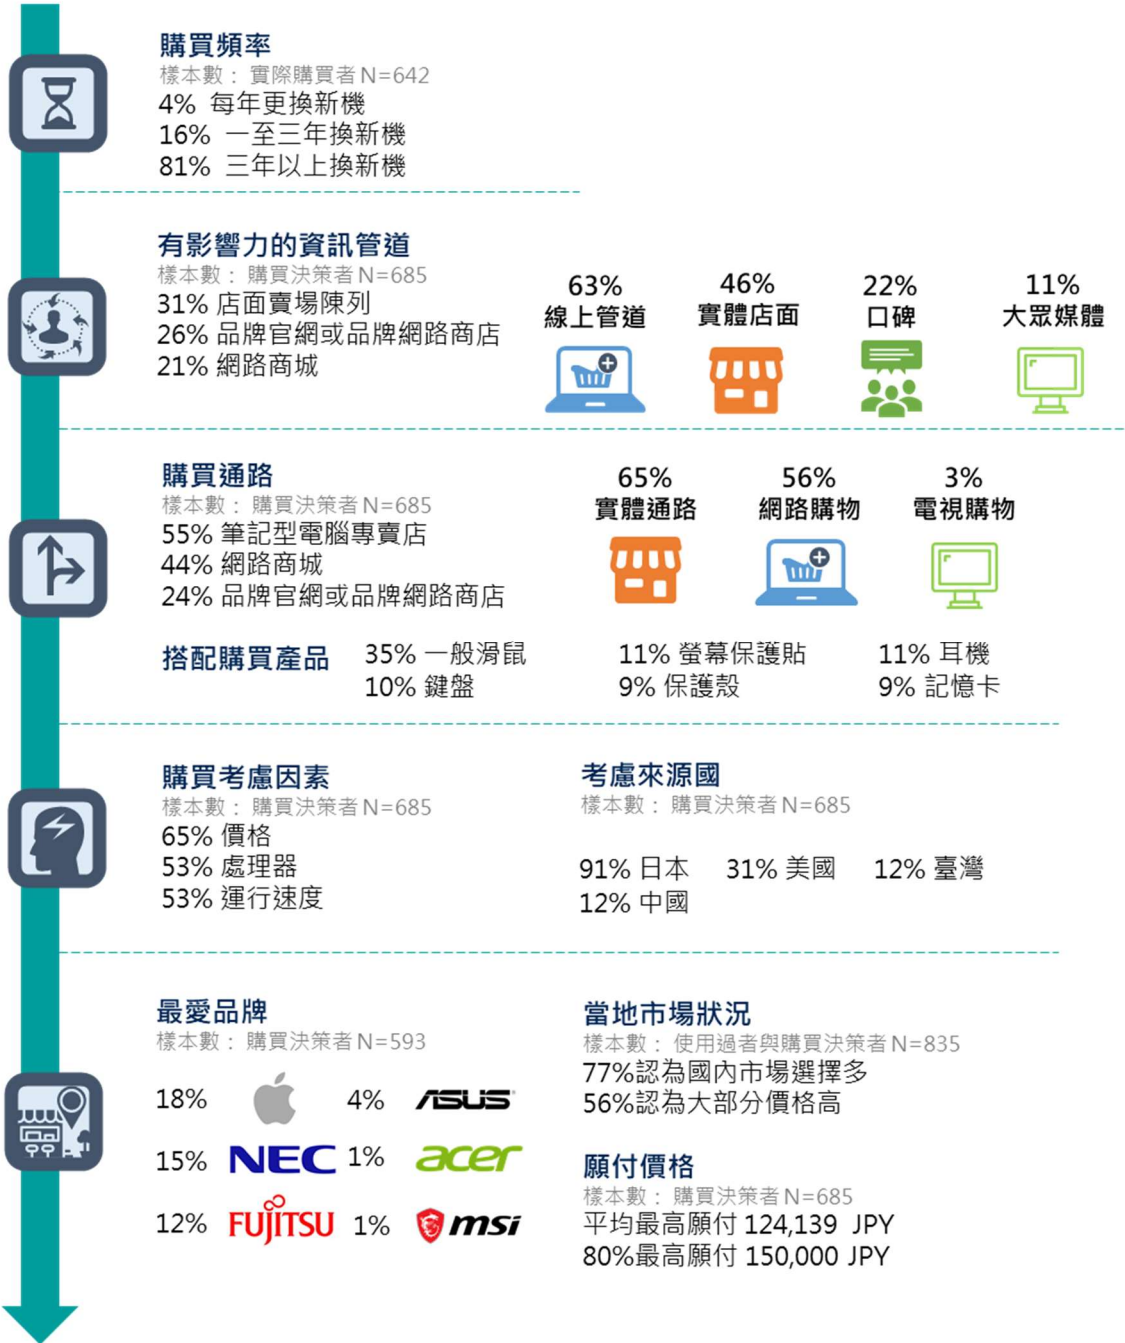 購買頻率
樣本數： 實際購買者 N=642
4% 每年更換新機
16% 一至三年換新機
81% 三年以上換新機
有影響力的資訊管道
樣本數： 購買決策者 N=685
31% 店面賣場陳列
26% 品牌官網或品牌網路商店
21% 網路商城
63% 46% 22% 11%
線上管道 實體店面 口碑 大眾媒體
購買通路
樣本數： 購買決策者 N=685
55% 筆記型電腦專賣店
44% 網路商城
24% 品牌官網或品牌網路商店
65% 56% 3%
實體通路 網路購物 電視購物
搭配購買產品
35% 一般滑鼠 11% 螢幕保護貼 11% 耳機
10% 鍵盤 9% 保護殼 9% 記憶卡
購買考慮因素
樣本數： 購買決策者 N=685
65% 價格
53% 處理器
53% 運行速度
考慮來源國
樣本數： 購買決策者 N=685
91% 日本 31% 美國 12% 臺灣
12% 中國
最愛品牌
樣本數： 購買決策者 N=593
18% 4% ASUS
15% NEC 1% acer
12% FUJITSU 1% msi
當地市場狀況
樣本數： 使用過者與購買決策者 N=835
77%認為國內市場選擇多
56%認為大部分價格高
願付價格
樣本數： 購買決策者 N=685
平均最高願付 124,139 JPY
80%最高願付 150,000 JPY